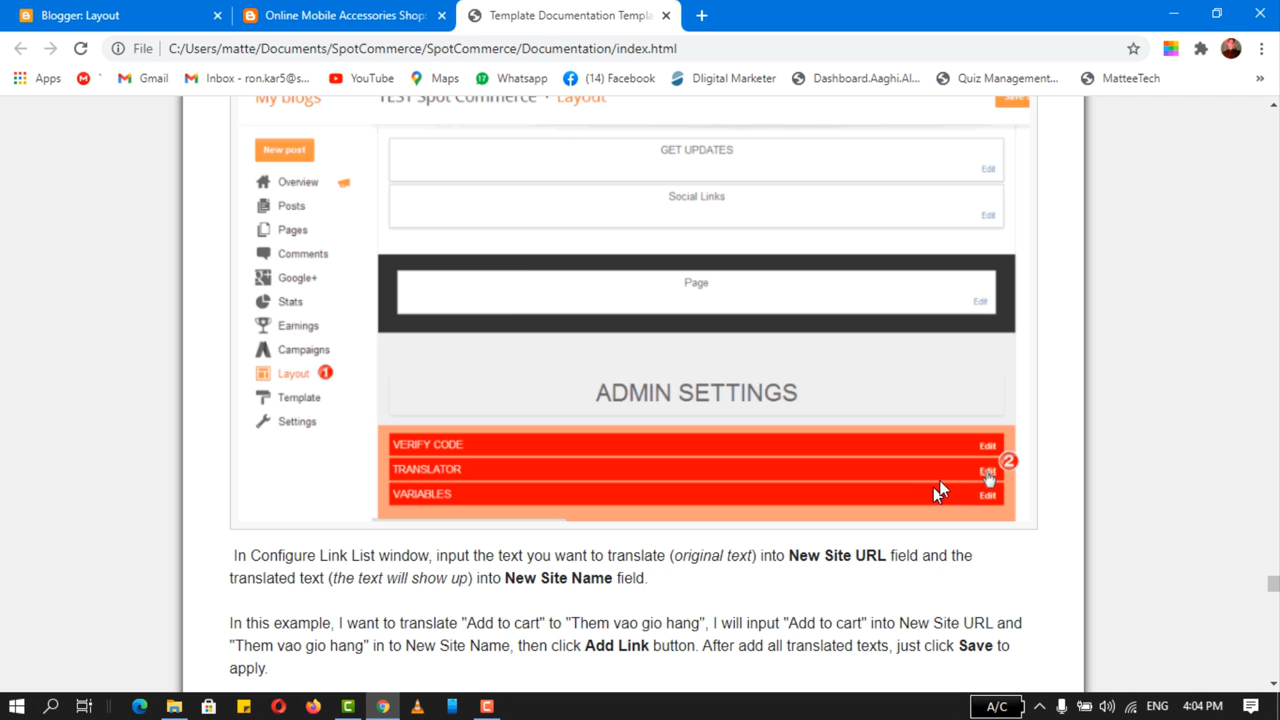 Blogger: Layout
Online Mobile Accessories Shop:
Template Documentation Templa
File
C:/Users/matte/Documents/SpotCommerce/SpotCommerce/Documentation/index.html
Apps
Gmail
Inbox - ron.kar5@s...
YouTube
Maps
Whatsapp
(14) Facebook
DIigital Marketer
Dashboard.Aaghi.Al...
Quiz Management...
MatteeTech
»
My blogs
TEST Spot Commerce · Layout
New post
GET UPDATES
Edit
Overview
Social Links
Posts
Edit
Pages
Comments
Google+
Page
Stats
Edit
Earnings
Campaigns
Layout
1
Template
ADMIN SETTINGS
Settings
VERIFY CODE
Edit
2
TRANSLATOR
Edit
VARIABLES
Edit
In Configure Link List window, input the text you want to translate (original text) into New Site URL field and the
translated text (the text will show up) into New Site Name field.
In this example, I want to translate "Add to cart" to "Them vao gio hang", I will input "Add to cart" into New Site URL and
"Them vao gio hang" in to New Site Name, then click Add Link button. After add all translated texts, just click Save to
apply.
A/C
ENG
4:04 PM